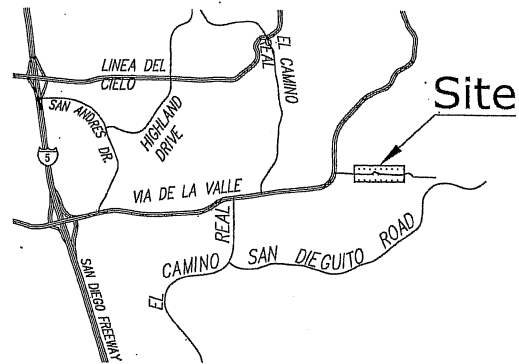 LINEA DEL
CIELO
EL CAMINO
REAL
Site
SAN ANDRES DR.
HIGHLAND
DRIVE
5
VIA DE LA VALLE
REAL
SAN DIEGUITO ROAD
CAMINO
EL
SAN DIEGO FREEWAY